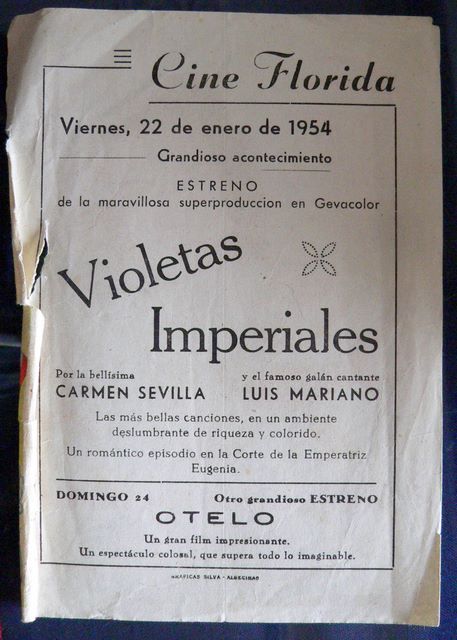 Cine Florida
Viernes, 22 de enero de 1954
Grandioso acontecimiento
ESTRENO
de la maravillosa superproduccion en Gevacolor
Violetas
Imperiales
Por la bellísima y el famoso galán cantante
CARMEN SEVILLA LUIS MARIANO
Las más bellas canciones, en un ambiente
deslumbrante de riqueza y colorido.
Un romántico episodio en la Corte de la Emperatriz
Eugenia.
DOMINGO 24 Otro grandioso ESTRENO
OTELO
Un gran film impresionante.
Un espectáculo colosal, que supera todo lo imaginable.
GRAFICAS SILVA - ALGECIRAS